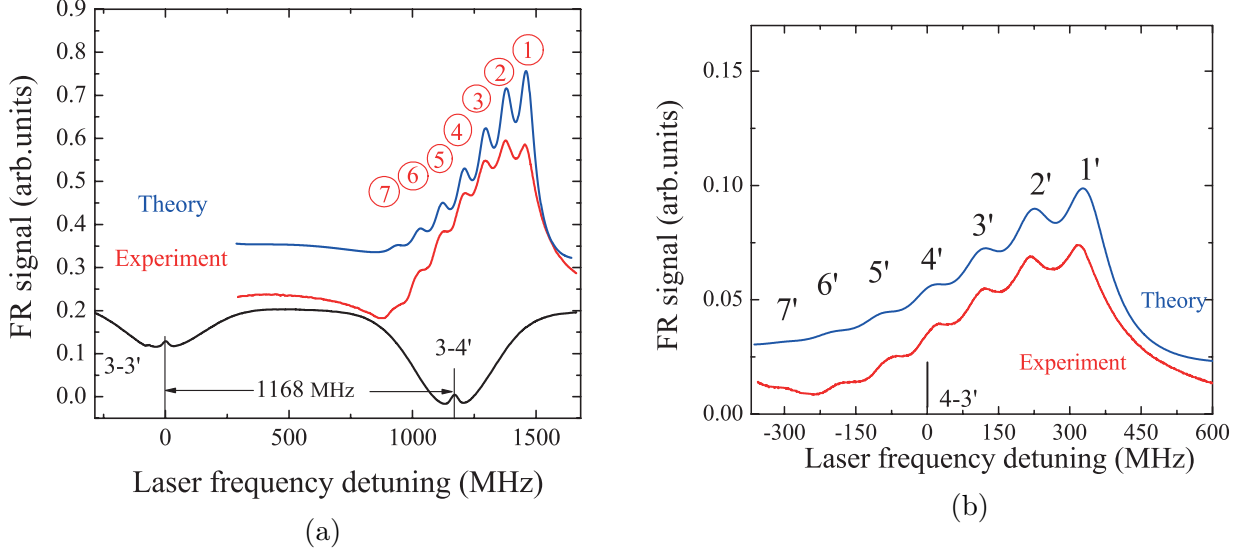 FR signal (arb.units)
0.9
0.8
0.7
0.6
0.5
0.4
0.3
0.2
0.1
0.0
①
②
③
④
⑤
⑥
⑦
Theory
Experiment
3-3'
3-4'
1168 MHz
0 500 1000 1500
Laser frequency detuning (MHz)
(a)
FR signal (arb.units)
0.15
0.10
0.05
0.00
1'
2'
3'
4'
5'
6'
7'
Theory
Experiment
4-3'
-300 -150 0 150 300 450 600
Laser frequency detuning (MHz)
(b)